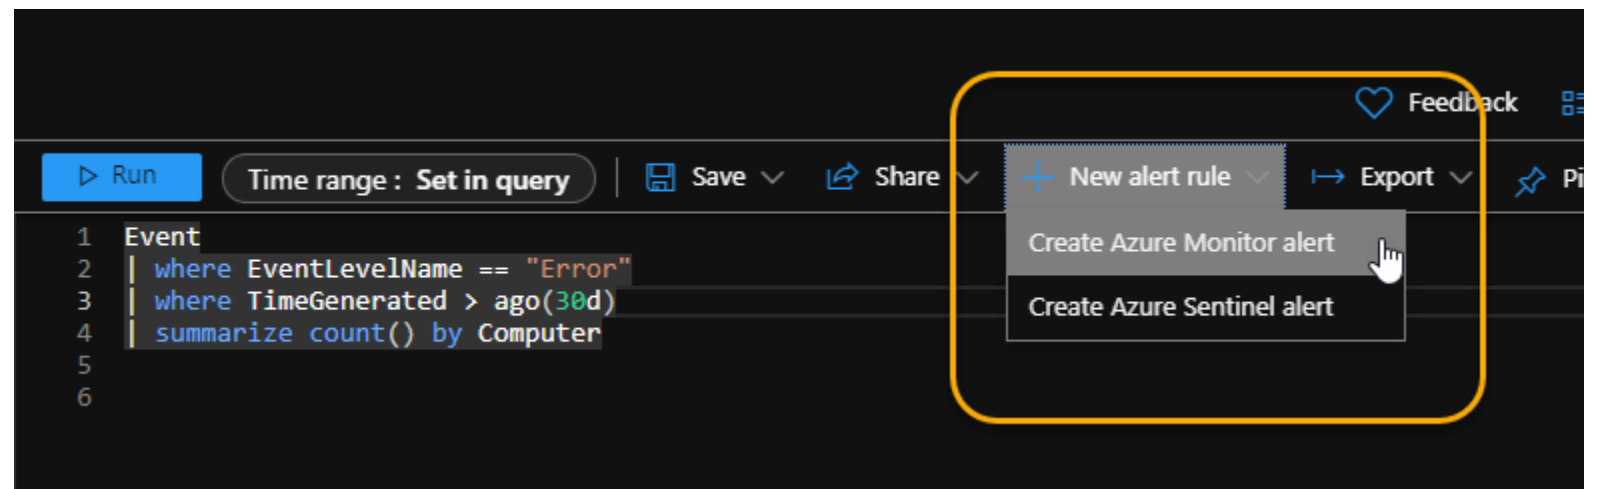 Feedback
Run
Time range : Set in query
Save
Share
New alert rule
Export
Create Azure Monitor alert
Create Azure Sentinel alert
1 Event
2 | where EventLevelName == "Error"
3 | where TimeGenerated > ago(30d)
4 | summarize count() by Computer
5
6